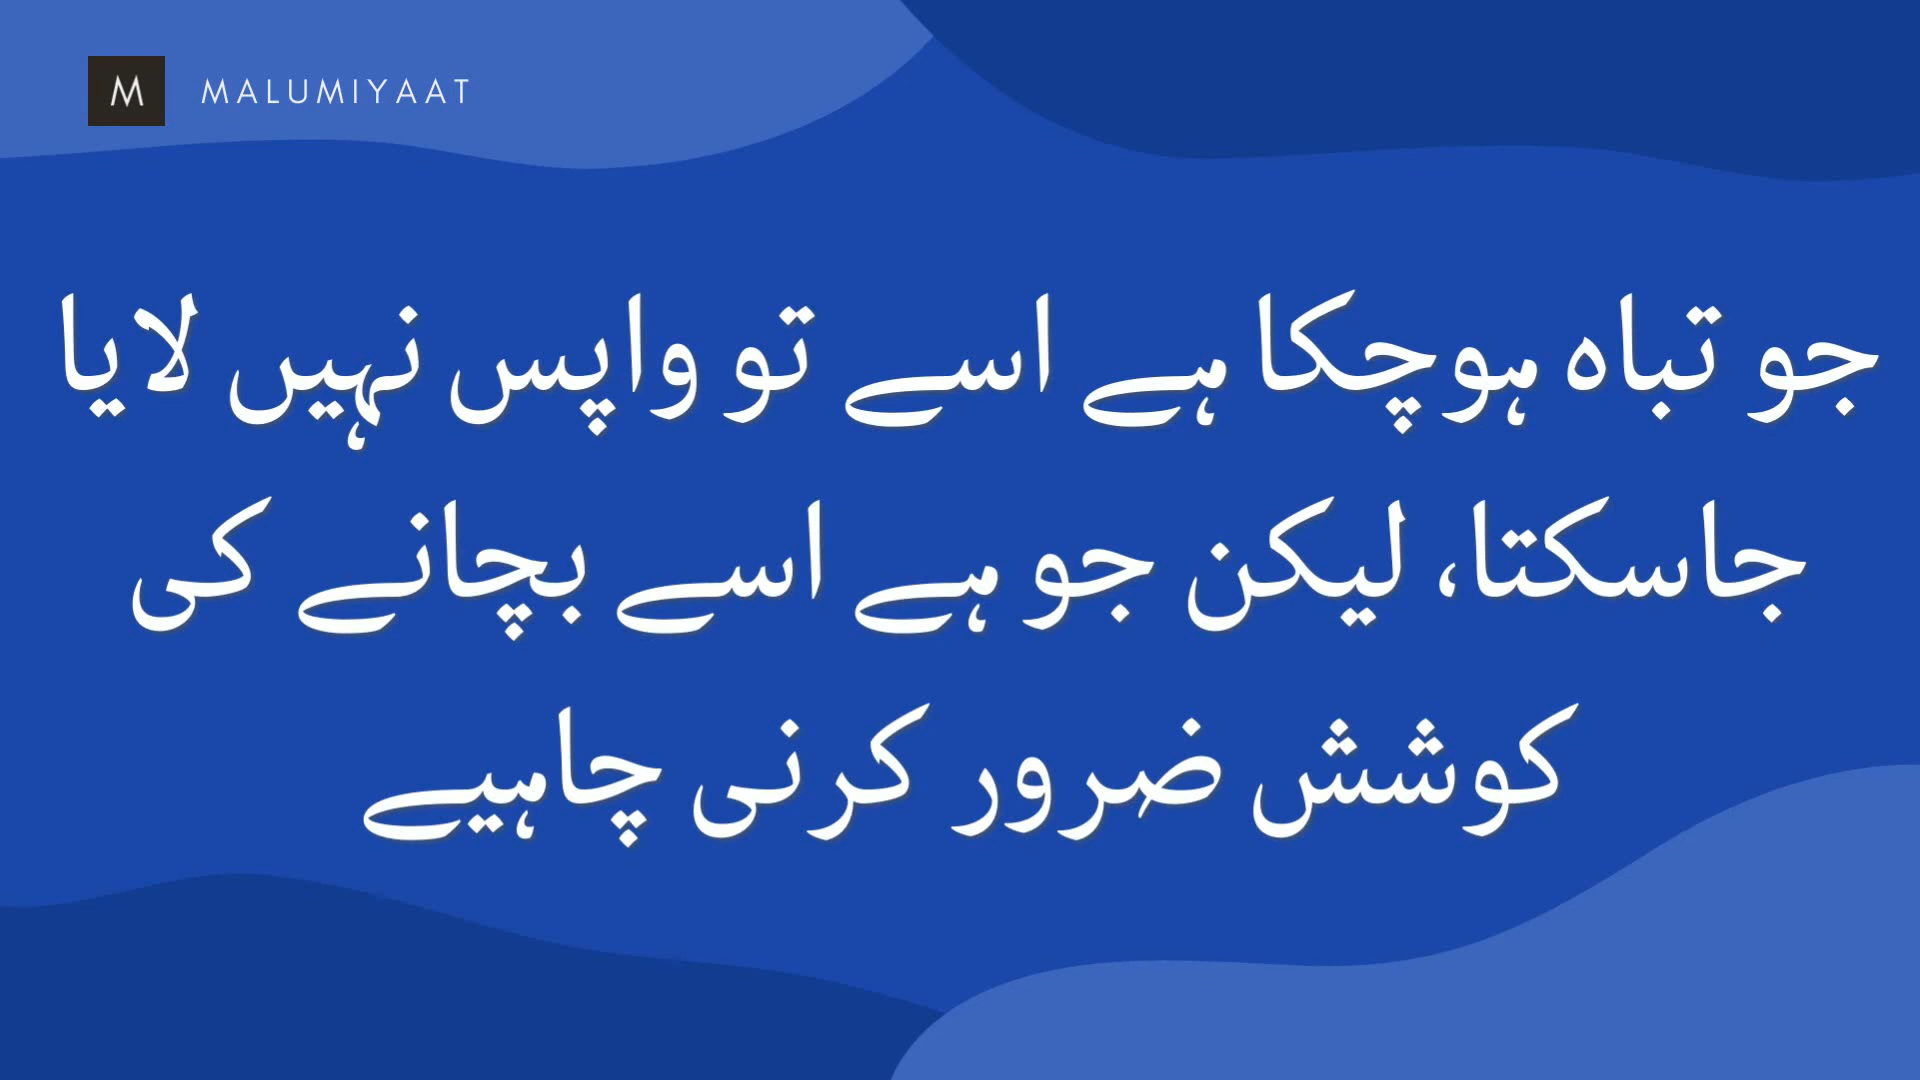 M MALUMIYAAT
جو تباہ ہوچکا ہے اسے تو واپس نہیں لایا
جاسکتا، لیکن جو ہے اسے بچانے کی
کوشش ضرور کرنی چاہیے